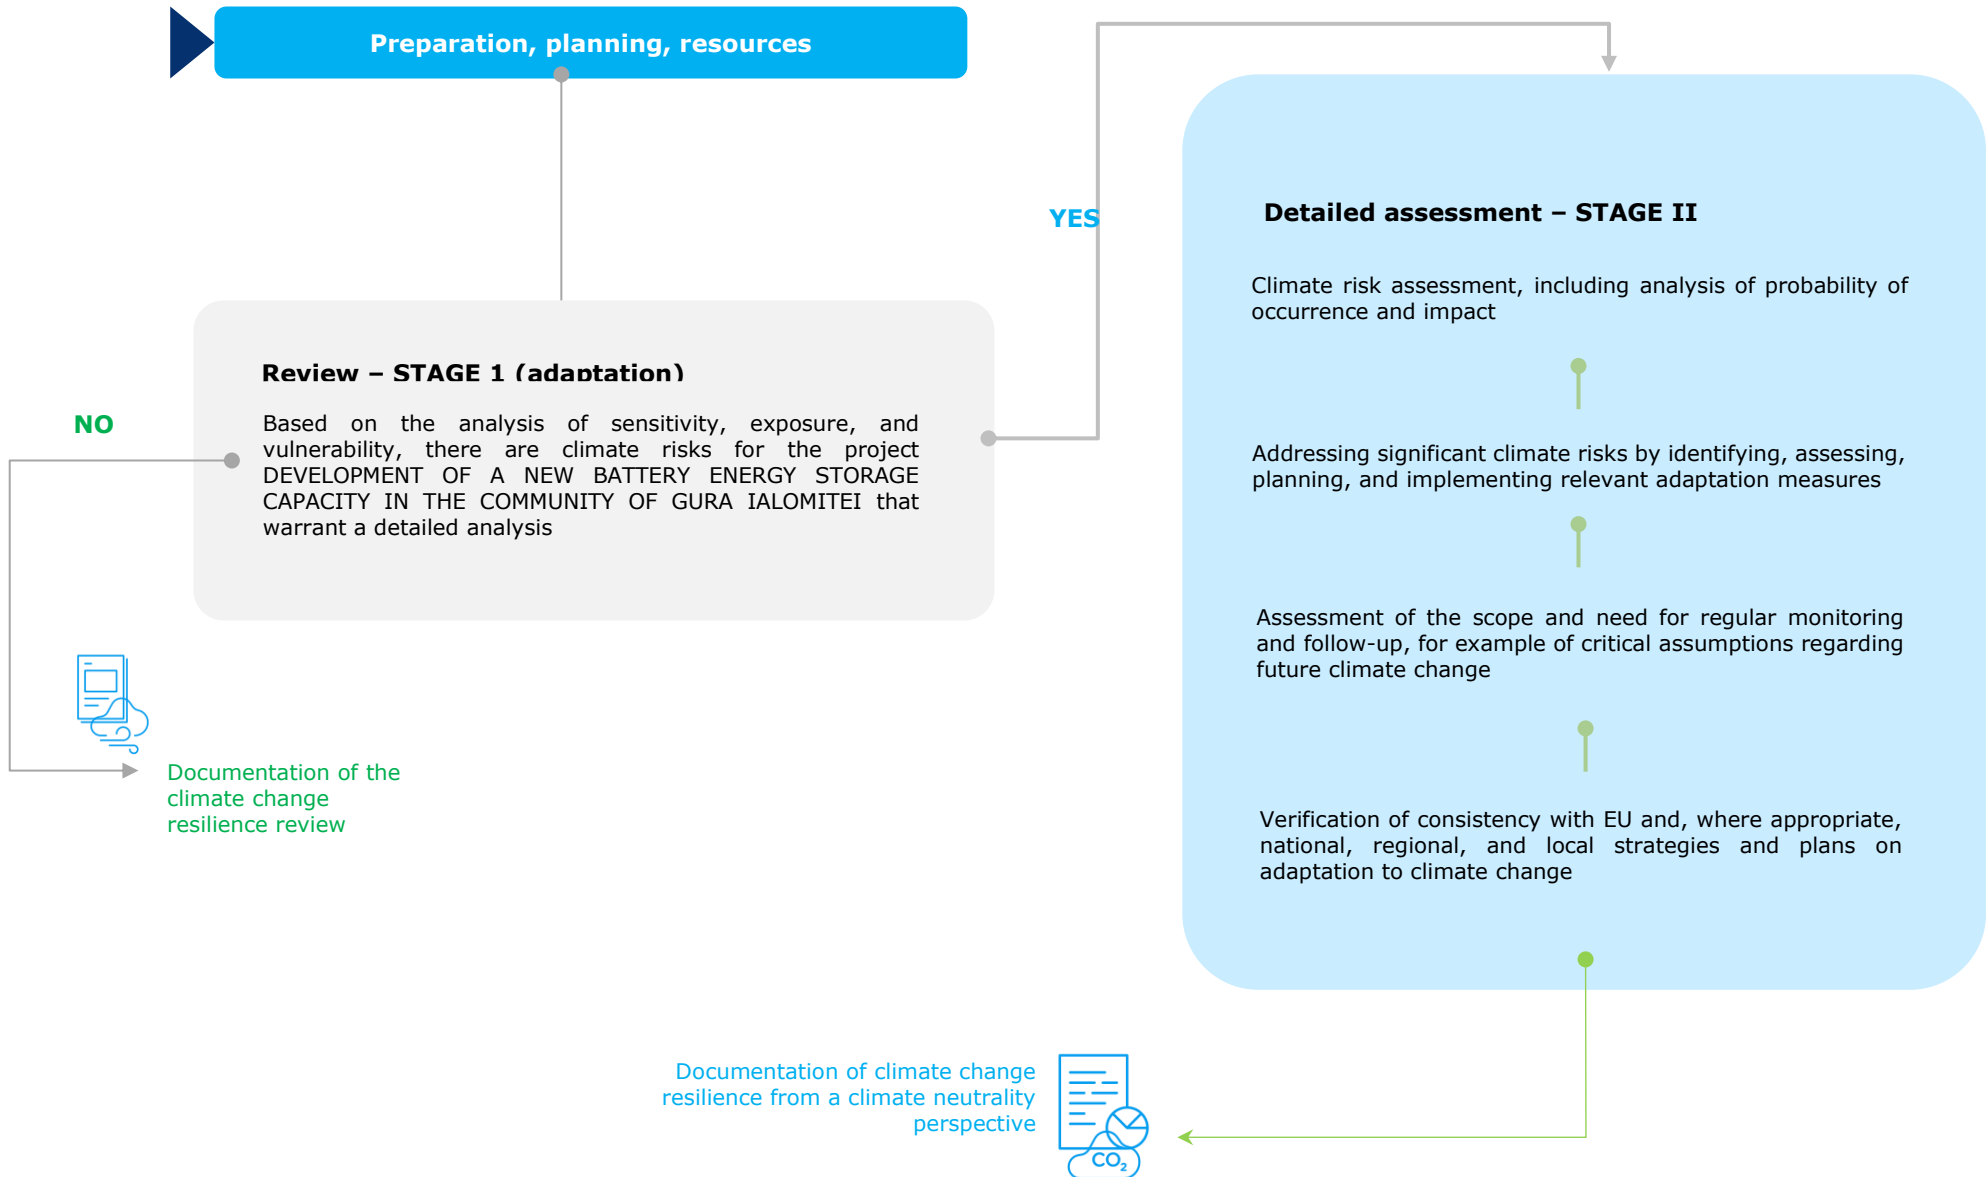 Preparation, planning, resources
YES
Review – STAGE 1 (adaptation)
NO
Based on the analysis of sensitivity, exposure, and
vulnerability, there are climate risks for the project
DEVELOPMENT OF A NEW BATTERY ENERGY STORAGE
CAPACITY IN THE COMMUNITY OF GURA IALOMITEI that
warrant a detailed analysis
Documentation of the
climate change
resilience review
Detailed assessment – STAGE II
Climate risk assessment, including analysis of probability of
occurrence and impact
Addressing significant climate risks by identifying, assessing,
planning, and implementing relevant adaptation measures
Assessment of the scope and need for regular monitoring
and follow-up, for example of critical assumptions regarding
future climate change
Verification of consistency with EU and, where appropriate,
national, regional, and local strategies and plans on
adaptation to climate change
Documentation of climate change
resilience from a climate neutrality
perspective
CO₂